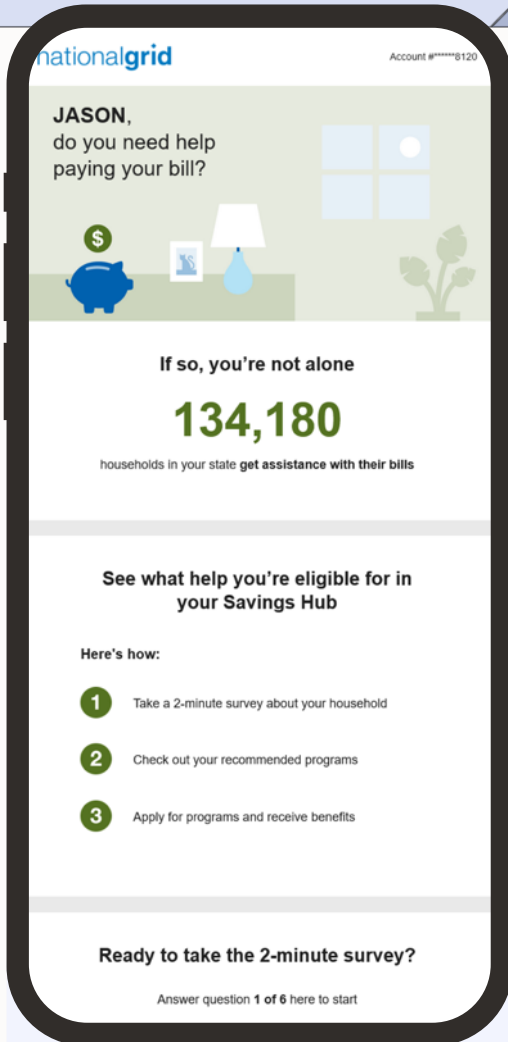 nationalgrid
Account #******8120
JASON,
do you need help
paying your bill?
$
If so, you’re not alone
134,180
households in your state get assistance with their bills
See what help you’re eligible for in
your Savings Hub
Here's how:
1 Take a 2-minute survey about your household
2 Check out your recommended programs
3 Apply for programs and receive benefits
Ready to take the 2-minute survey?
Answer question 1 of 6 here to start